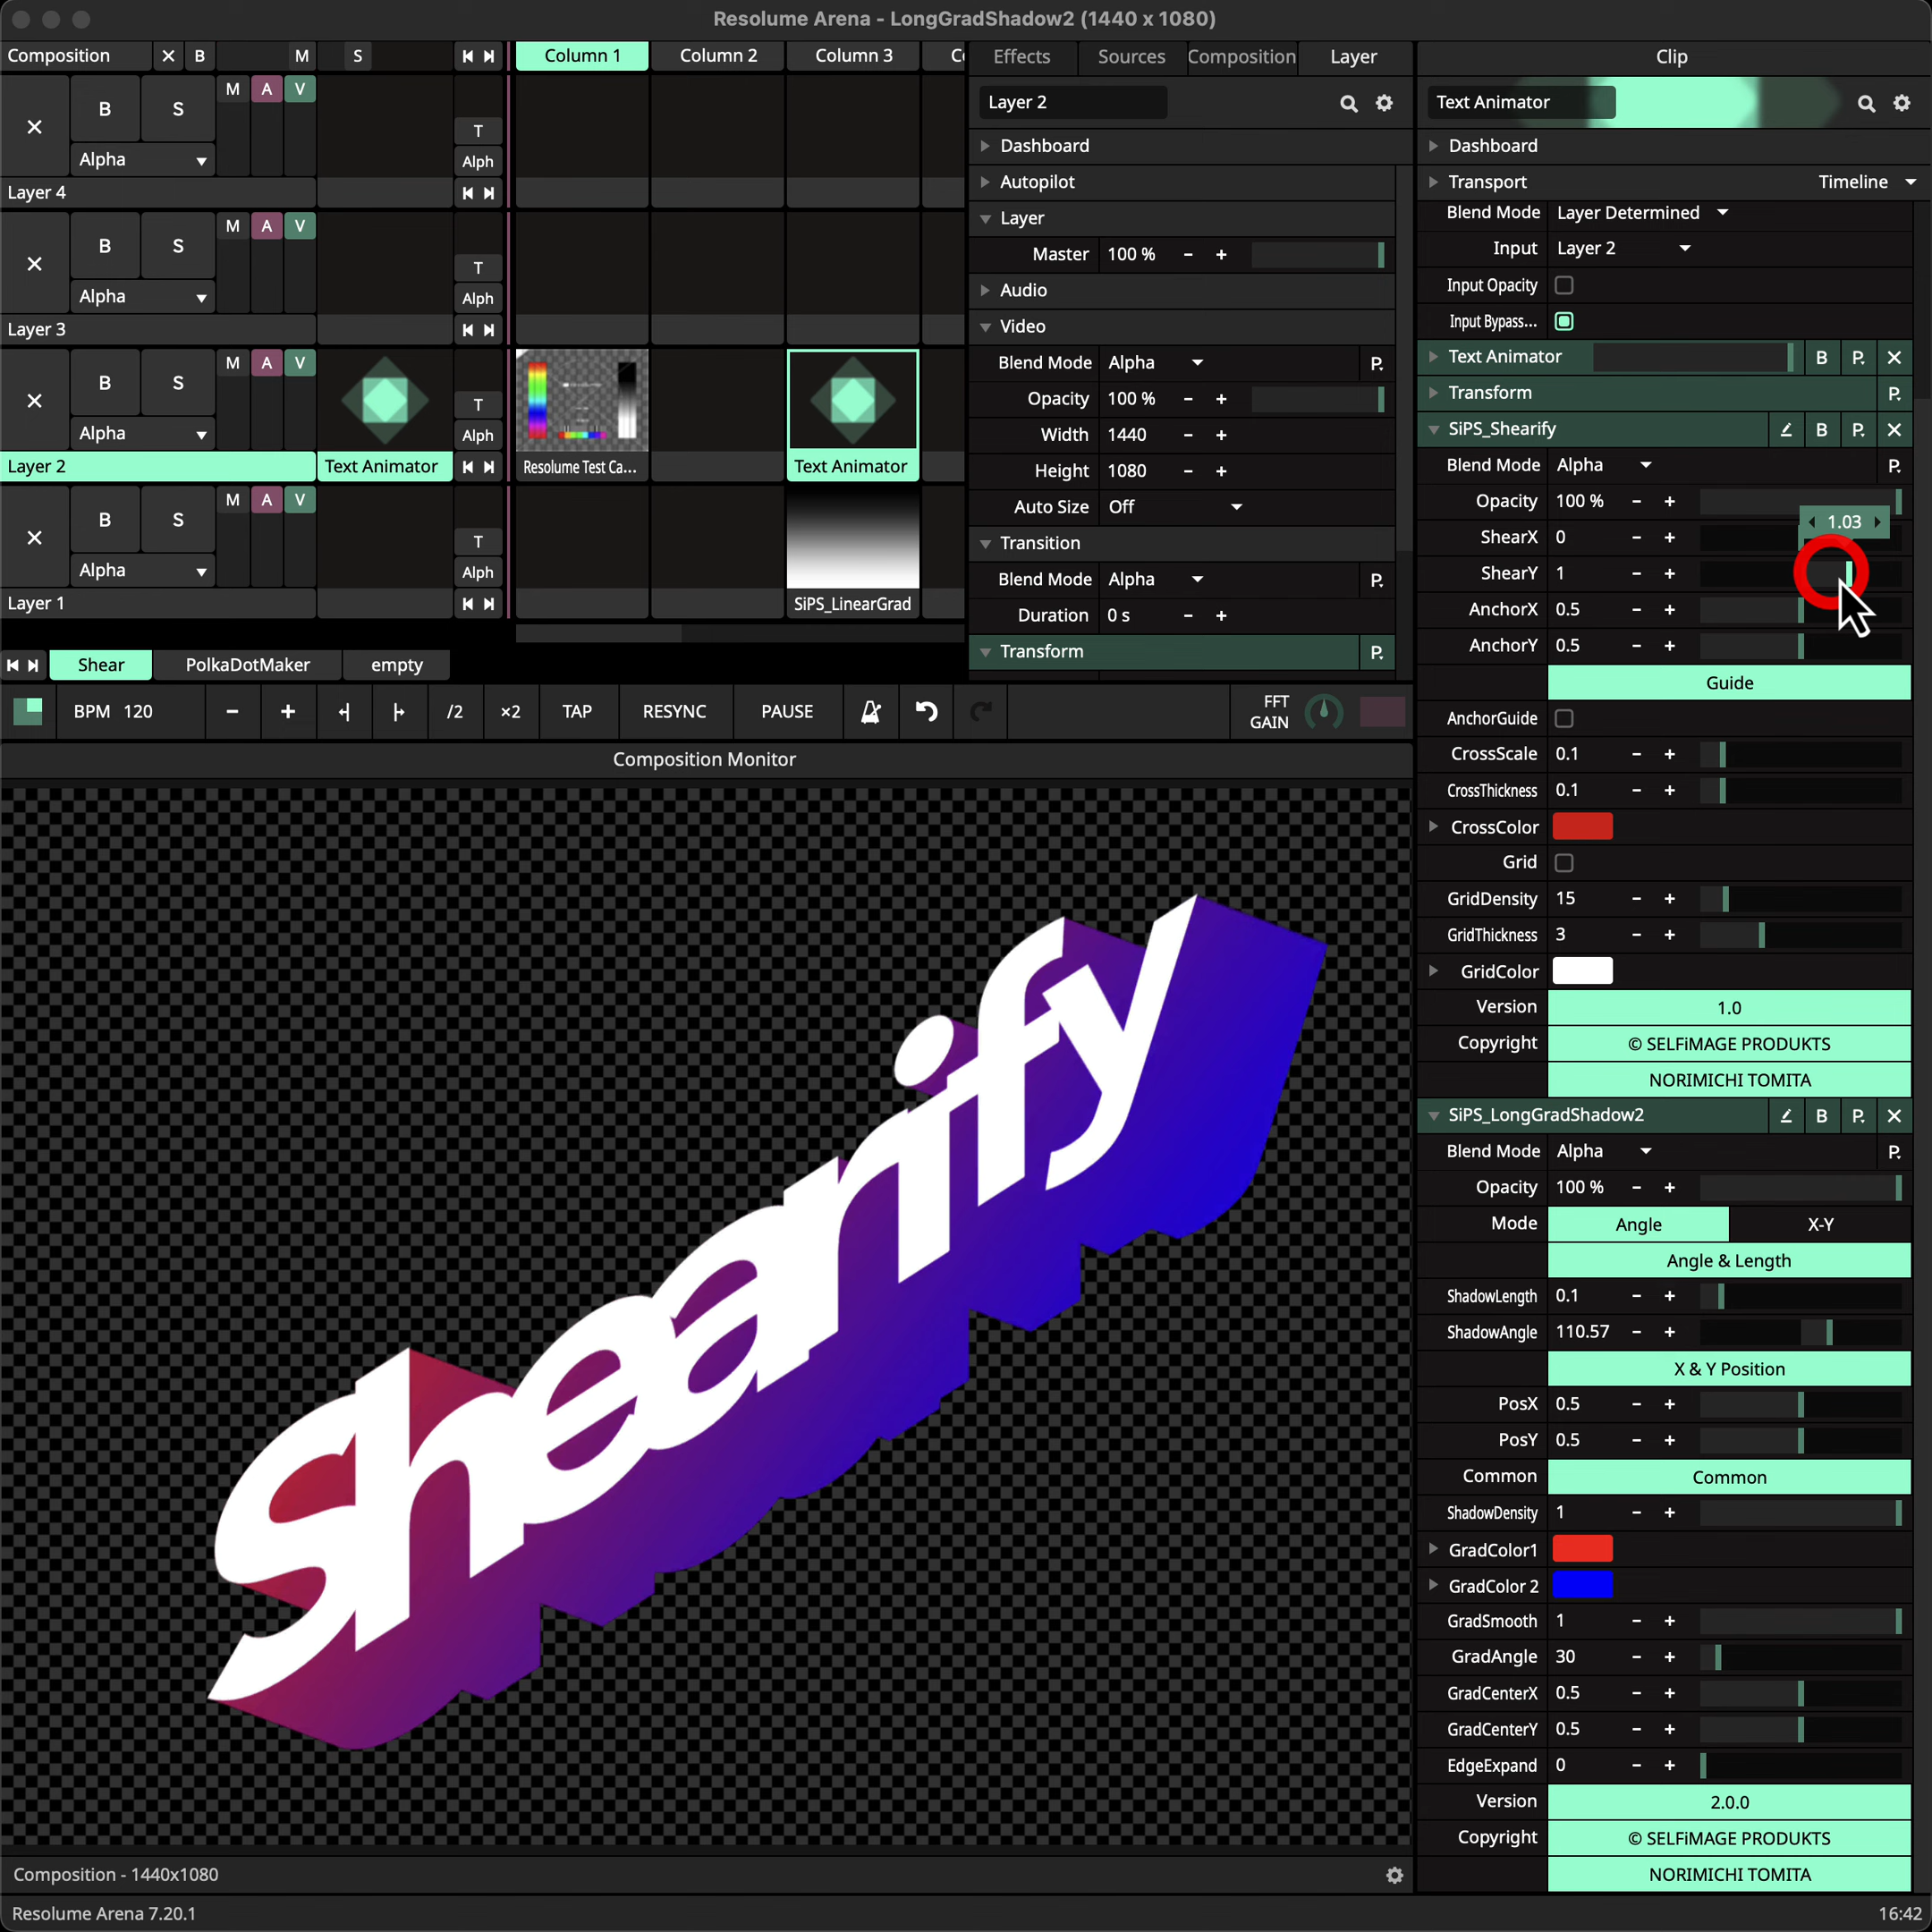 Resolume Arena - LongGradShadow2 (1440 x 1080)
Composition B M S Column 1 Column 2 Column 3
B S M A V T
Alpha Alph
Layer 4
B S M A V T
Alpha Alph
Layer 3
B S M A V T
Alpha Alph
Layer 2 Text Animator Resolume Test Ca... Text Animator
B S M A V T
Alpha Alph
Layer 1 SiPS_LinearGrad
Shear PolkaDotMaker empty
Effects Sources Composition Layer
Layer 2
Dashboard
Autopilot
Layer
Master 100 % - +
Audio
Video
Blend Mode Alpha P.
Opacity 100 % - +
Width 1440 - +
Height 1080 - +
Auto Size Off
Transition
Blend Mode Alpha P.
Duration 0 s - +
Transform P.
BPM 120 - + /2 ×2 TAP RESYNC PAUSE FFT GAIN
Composition Monitor
Shearify
Composition - 1440x1080
Clip
Text Animator
Dashboard
Transport Timeline
Blend Mode Layer Determined
Input Layer 2
Input Opacity
Input Bypass...
Text Animator B P.
Transform P.
SiPS_Shearify B P.
Blend Mode Alpha P.
Opacity 100 % - +
1.03
ShearX 0 - +
ShearY 1 - +
AnchorX 0.5 - +
AnchorY 0.5 - +
Guide
AnchorGuide
CrossScale 0.1 - +
CrossThickness 0.1 - +
CrossColor
Grid
GridDensity 15 - +
GridThickness 3 - +
GridColor
Version 1.0
Copyright © SELFiMAGE PRODUKTS
NORIMICHI TOMITA
SiPS_LongGradShadow2 B P.
Blend Mode Alpha P.
Opacity 100 % - +
Mode Angle X-Y
Angle & Length
ShadowLength 0.1 - +
ShadowAngle 110.57 - +
X & Y Position
PosX 0.5 - +
PosY 0.5 - +
Common Common
ShadowDensity 1 - +
GradColor1
GradColor 2
GradSmooth 1 - +
GradAngle 30 - +
GradCenterX 0.5 - +
GradCenterY 0.5 - +
EdgeExpand 0 - +
Version 2.0.0
Copyright © SELFiMAGE PRODUKTS
NORIMICHI TOMITA
Resolume Arena 7.20.1 16:42